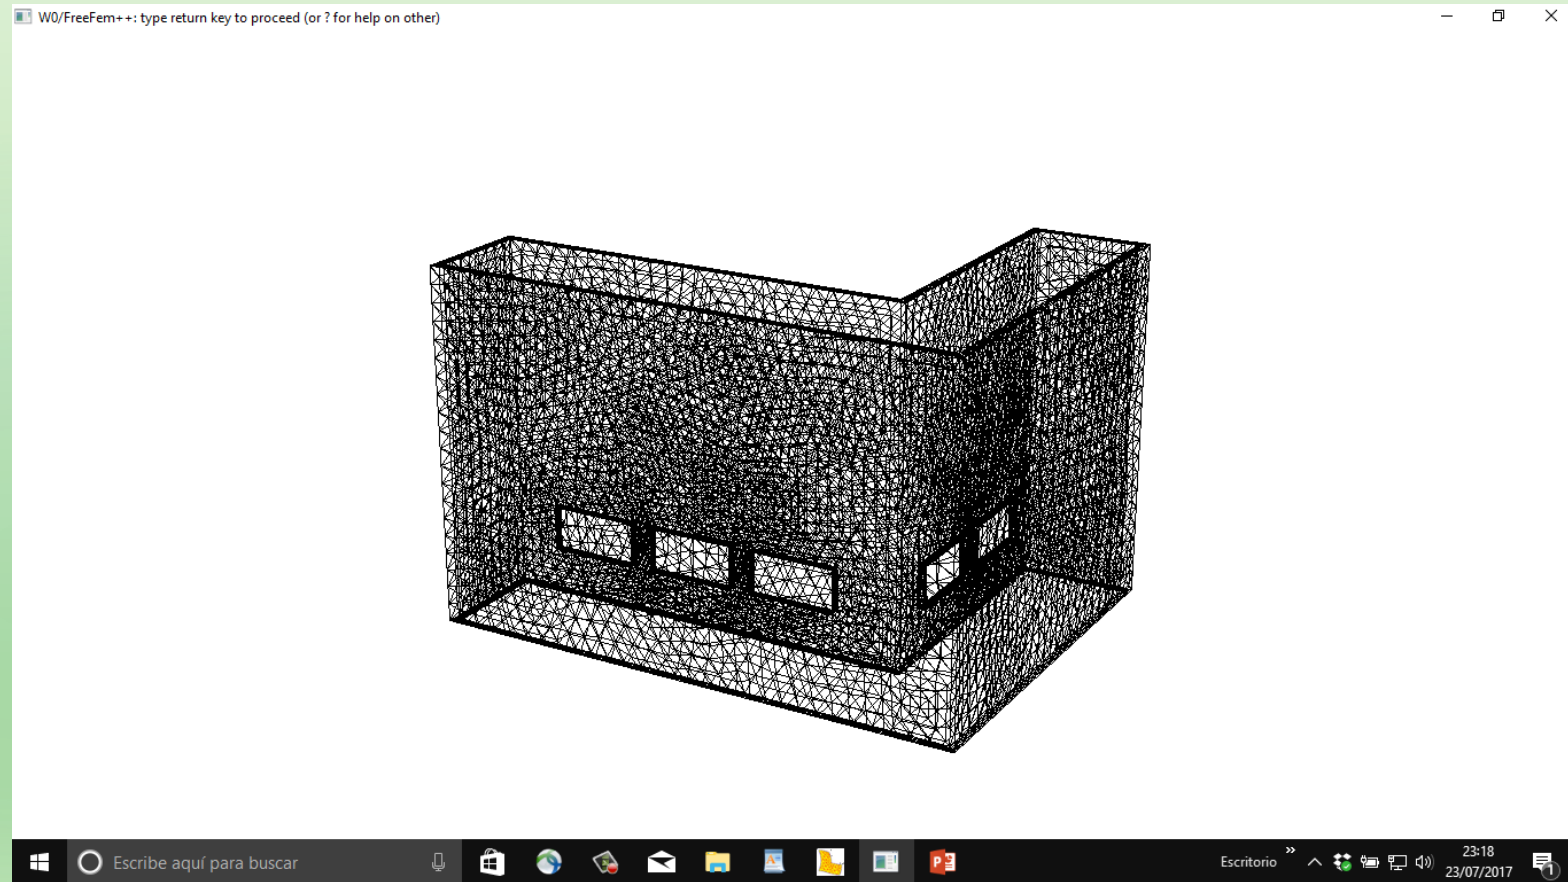 W0/FreeFem++: type return key to proceed (or ? for help on other)
Escribe aquí para buscar
Escritorio
»
23:18
23/07/2017
1